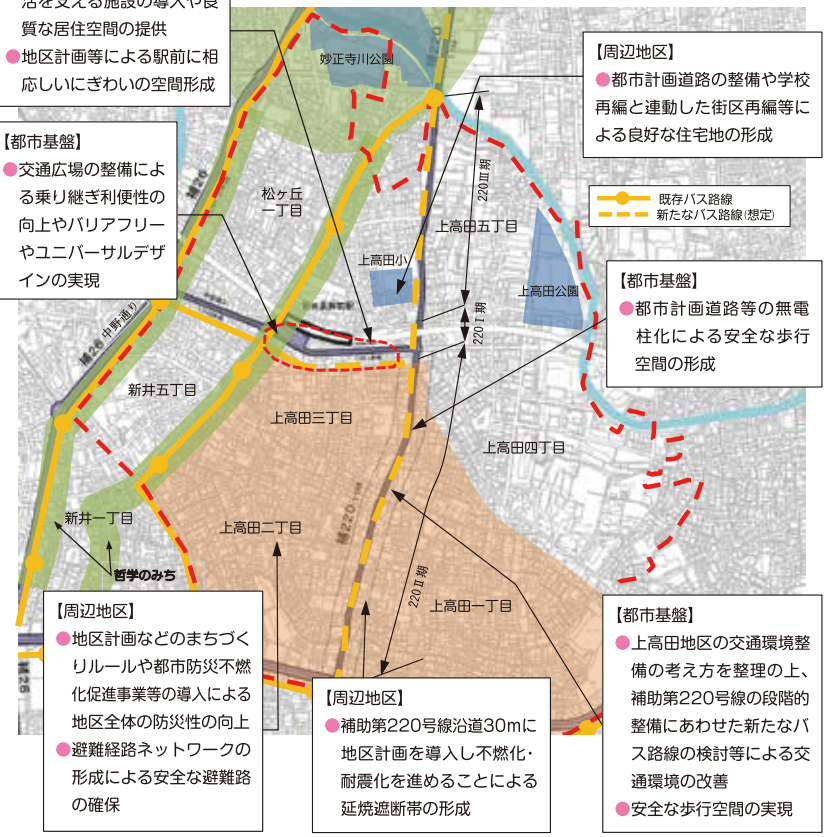 活を支える施設の導入や良
質な居住空間の提供
●地区計画等による駅前に相
応しいにぎわいの空間形成
【都市基盤】
●交通広場の整備によ
る乗り継ぎ利便性の
向上やバリアフリー
やユニバーサルデザ
インの実現
【周辺地区】
●都市計画道路の整備や学校
再編と連動した街区再編等に
よる良好な住宅地の形成
既存バス路線
新たなバス路線(想定)
【都市基盤】
●都市計画道路等の無電
柱化による安全な歩行
空間の形成
妙正寺川公園
補220
補26
松ヶ丘
一丁目
上高田五丁目
220Ⅲ期
上高田小
上高田公園
220Ⅰ期
補26 中野通り
新井五丁目
上高田三丁目
上高田四丁目
新井一丁目
上高田二丁目
補220
哲学のみち
220Ⅱ期
上高田一丁目
補26
【周辺地区】
●地区計画などのまちづく
りルールや都市防災不燃
化促進事業等の導入による
地区全体の防災性の向上
●避難経路ネットワークの
形成による安全な避難路
の確保
【周辺地区】
●補助第220号線沿道30mに
地区計画を導入し不燃化・
耐震化を進めることによる
延焼遮断帯の形成
【都市基盤】
●上高田地区の交通環境整
備の考え方を整理の上、
補助第220号線の段階的
整備にあわせた新たなバ
ス路線の検討等による交
通環境の改善
●安全な歩行空間の実現